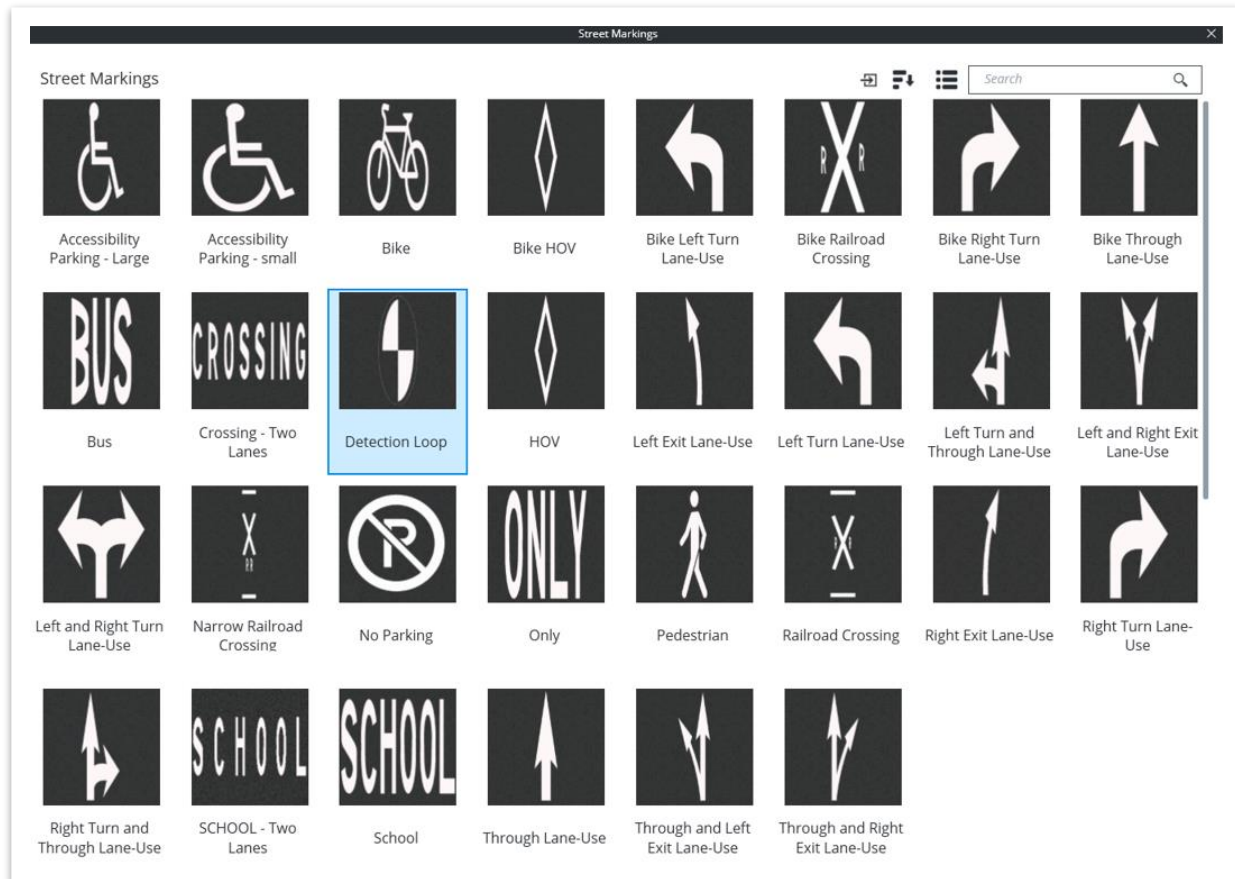 Street Markings
Street Markings
Search
R R
Accessibility
Parking - Large
Accessibility
Parking - small
Bike
Bike HOV
Bike Left Turn
Lane-Use
Bike Railroad
Crossing
Bike Right Turn
Lane-Use
Bike Through
Lane-Use
BUS
CROSSING
Bus
Crossing - Two
Lanes
Detection Loop
HOV
Left Exit Lane-Use
Left Turn Lane-Use
Left Turn and
Through Lane-Use
Left and Right Exit
Lane-Use
RR
P
ONLY
R R
Left and Right Turn
Lane-Use
Narrow Railroad
Crossing
No Parking
Only
Pedestrian
Railroad Crossing
Right Exit Lane-Use
Right Turn Lane-
Use
SCHOOL
SCHOOL
Right Turn and
Through Lane-Use
SCHOOL - Two
Lanes
School
Through Lane-Use
Through and Left
Exit Lane-Use
Through and Right
Exit Lane-Use